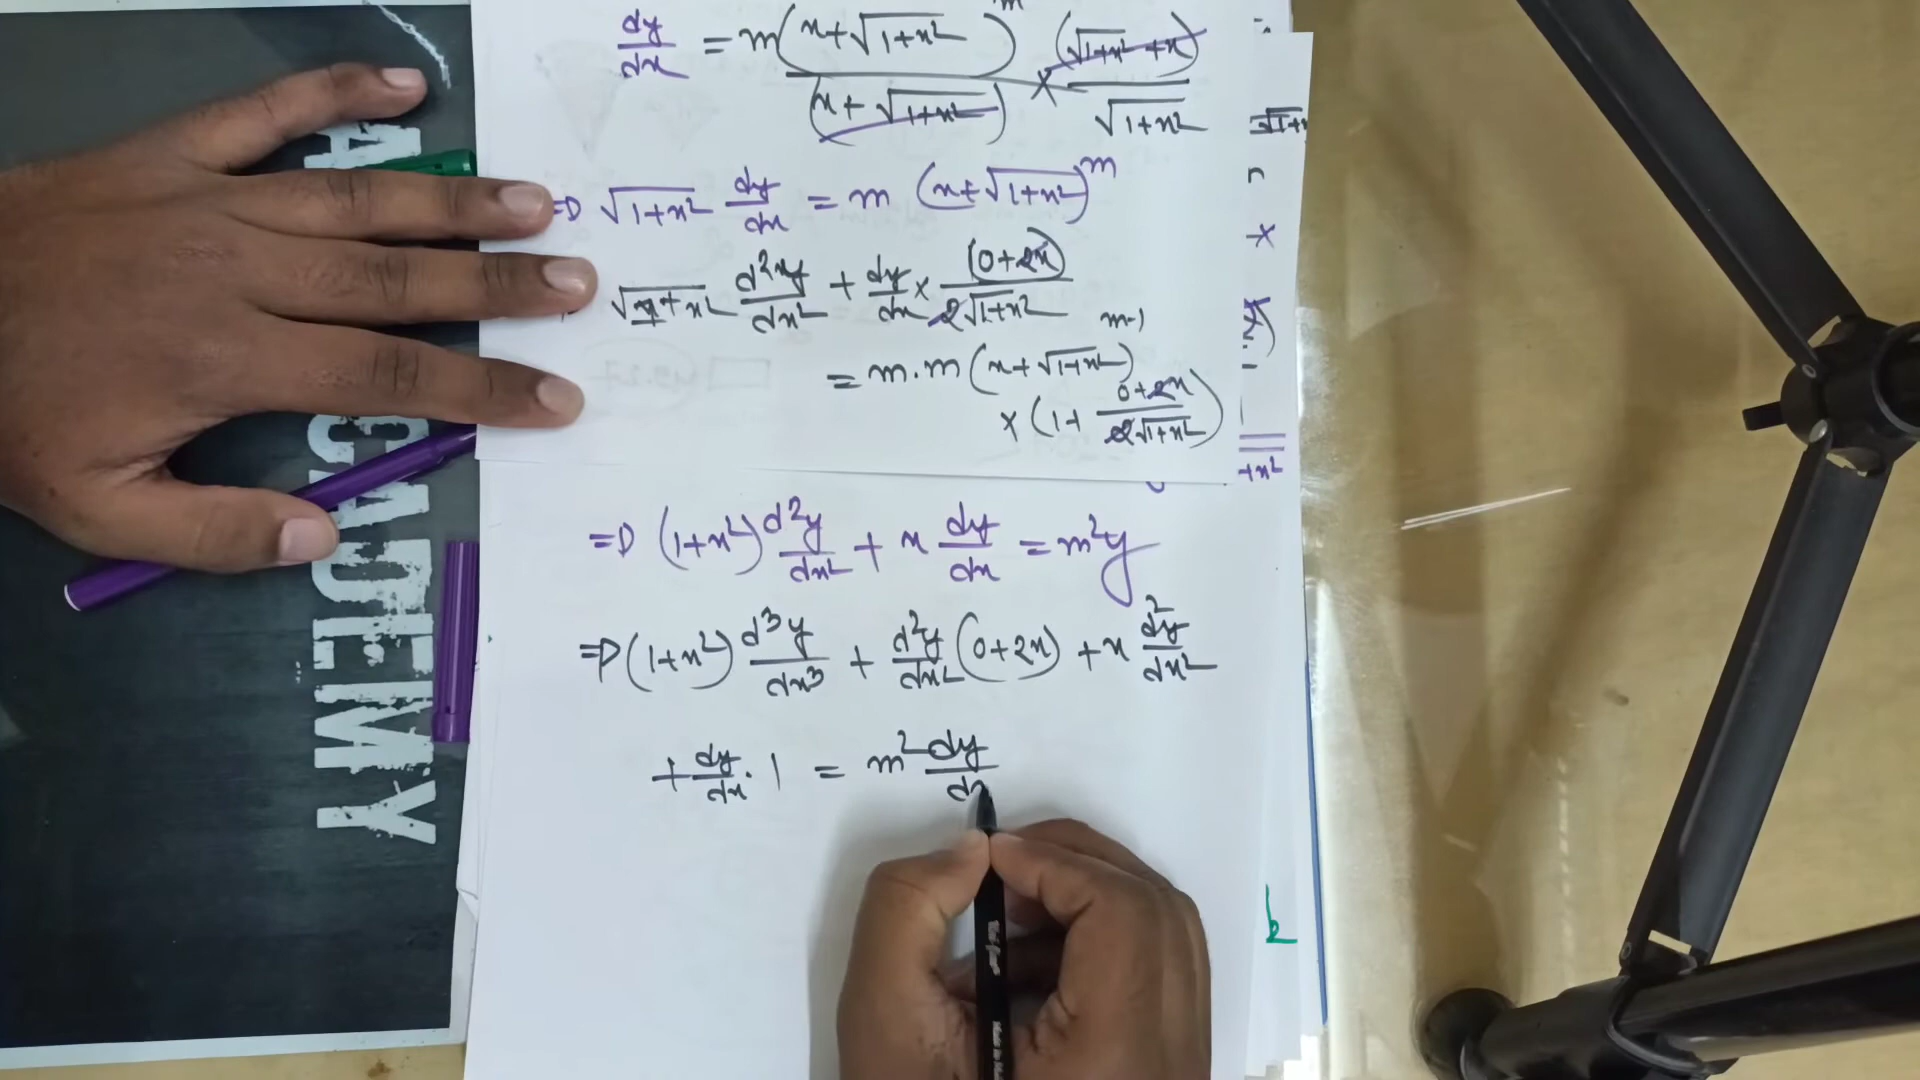 dy/dx = m(x+√1+x²)^m / (x+√1+x²) × (√1+x² +x) / √1+x²
⇒ √1+x² dy/dx = m (x+√1+x²)^m
d²y/dx² + dy/dx × (0+2x) / 2√1+x²
= m.m (x+√1+x²)^m-1
× (1+ 0+2x / 2√1+x²)
⇒ (1+x²) d²y/dx² + x dy/dx = m²y
⇒ (1+x²) d³y/dx³ + d²y/dx² (0+2x) + x d²y/dx²
+ dy/dx . 1 = m² dy/dx
ACADEMY
+x²